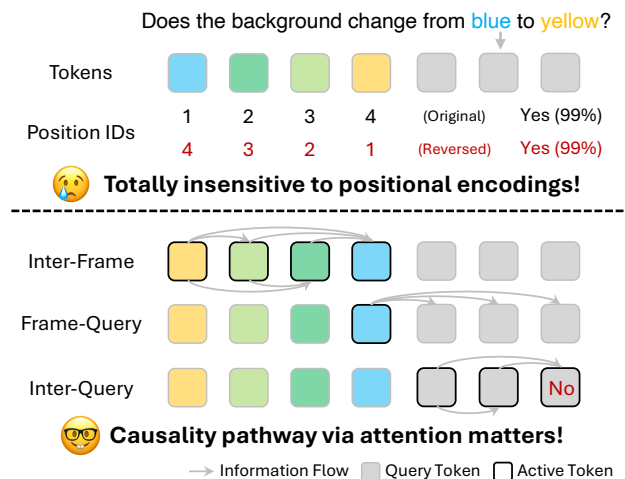 Does the background change from blue to yellow?
Tokens
Position IDs
1 2 3 4 (Original) Yes (99%)
4 3 2 1 (Reversed) Yes (99%)
Totally insensitive to positional encodings!
Inter-Frame
Frame-Query
Inter-Query
No
Causality pathway via attention matters!
Information Flow Query Token Active Token